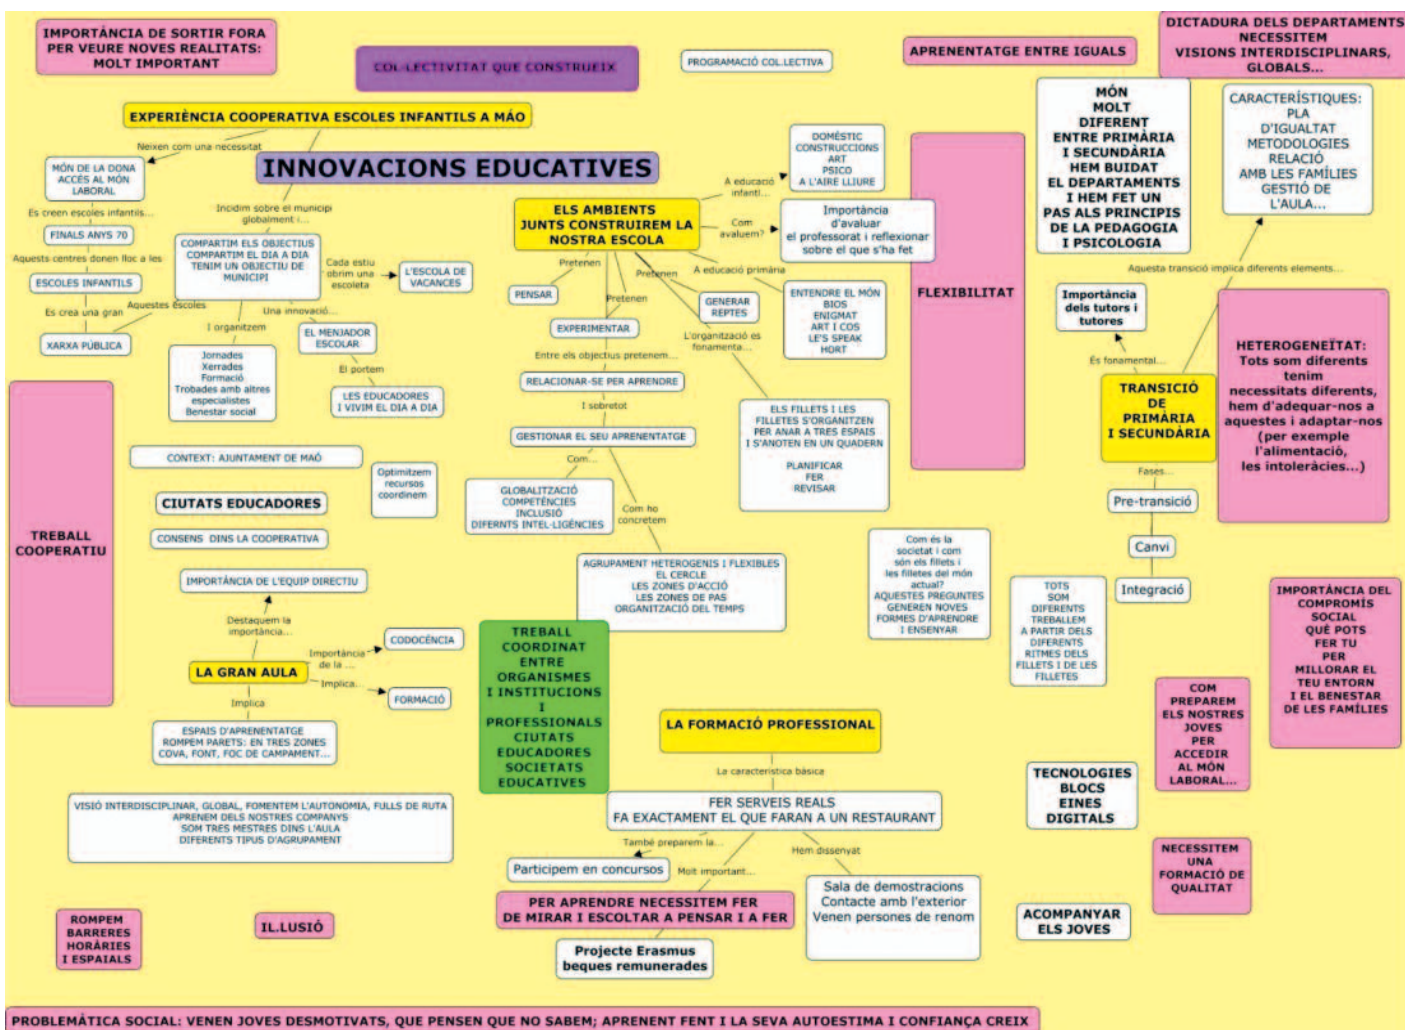 IMPORTÀNCIA DE SORTIR FORA
PER VEURE NOVES REALITATS:
MOLT IMPORTANT
COL·LECTIVITAT QUE CONSTRUEIX
PROGRAMACIÓ COL.LECTIVA
APRENENTATGE ENTRE IGUALS
DICTADURA DELS DEPARTAMENTS
NECESSITEM
VISIONS INTERDISCIPLINARS,
GLOBALS...
EXPERIÈNCIA COOPERATIVA ESCOLES INFANTILS A MÁO
Neixen com una necessitat
MÓN DE LA DONA
ACCÉS AL MÓN
LABORAL
Es creen escoles infantils...
FINALS ANYS 70
Aquests centres donen lloc a les
ESCOLES INFANTILS
Es crea una gran
Aquestes escoles
XARXA PÚBLICA
INNOVACIONS EDUCATIVES
Incidim sobre el municipi
globalment i...
COMPARTIM ELS OBJECTIUS
COMPARTIM EL DIA A DIA
TENIM UN OBJECTIU DE
MUNICIPI
Cada estiu
obrim una
escoleta
L'ESCOLA DE
VACANCES
I organitzem
Jornades
Xerrades
Formació
Trobades amb altres
especialistes
Benestar social
Una innovació...
EL MENJADOR
ESCOLAR
El portem
LES EDUCADORES
I VIVIM EL DIA A DIA
ELS AMBIENTS
JUNTS CONSTRUIREM LA
NOSTRA ESCOLA
A educació
infantil...
DOMÈSTIC
CONSTRUCCIONS
ART
PSICO
A L'AIRE LLIURE
Com
avaluem?
Importància
d'avaluar
el professorat i reflexionar
sobre el que s'ha fet
A educació primària
ENTENDRE EL MÓN
BIOS
ENIGMAT
ART I COS
LE'S SPEAK
HORT
Pretenen
PENSAR
Pretenen
EXPERIMENTAR
Pretenen
GENERAR
REPTES
L'organització es
fonamenta...
ELS FILLETS I LES
FILLETES S'ORGANITZEN
PER ANAR A TRES ESPAIS
I S'ANOTEN EN UN QUADERN
PLANIFICAR
FER
REVISAR
Entre els objectius pretenem...
RELACIONAR-SE PER APRENDRE
I sobretot
GESTIONAR EL SEU APRENENTATGE
Com...
GLOBALITZACIÓ
COMPETÈNCIES
INCLUSIÓ
DIFERNTS INTEL·LIGÈNCIES
Com ho
concretem
AGRUPAMENT HETEROGENIS I FLEXIBLES
EL CERCLE
LES ZONES D'ACCIÓ
LES ZONES DE PAS
ORGANITZACIÓ DEL TEMPS
FLEXIBILITAT
MÓN
MOLT
DIFERENT
ENTRE PRIMÀRIA
I SECUNDÀRIA
HEM BUIDAT
EL DEPARTAMENTS
I HEM FET UN
PAS ALS PRINCIPIS
DE LA PEDAGOGIA
I PSICOLOGIA
CARACTERÍSTIQUES:
PLA
D'IGUALTAT
METODOLOGIES
RELACIÓ
AMB LES FAMÍLIES
GESTIÓ DE
L'AULA...
Aquesta transició implica diferents elements...
Importància
dels tutors i
tutores
És fonamental...
TRANSICIÓ
DE
PRIMÀRIA
I SECUNDÀRIA
Fases...
Pre-transició
Canvi
Integració
HETEROGENEÏTAT:
Tots som diferents
tenim
necessitats diferents,
hem d'adequar-nos a
aquestes i adaptar-nos
(per exemple
l'alimentació,
les intoleràcies...)
TREBALL
COOPERATIU
CONTEXT: AJUNTAMENT DE MAÓ
Optimitzem
recursos
coordinem
CIUTATS EDUCADORES
CONSENS DINS LA COOPERATIVA
IMPORTÀNCIA DE L'EQUIP DIRECTIU
Destaquem la
importància...
LA GRAN AULA
Importància
de la ...
CODOCÈNCIA
Implica...
FORMACIÓ
Implica
ESPAIS D'APRENENTATGE
ROMPEM PARETS: EN TRES ZONES
COVA, FONT, FOC DE CAMPAMENT...
VISIÓ INTERDISCIPLINAR, GLOBAL, FOMENTEM L'AUTONOMIA, FULLS DE RUTA
APRENEM DELS NOSTRES COMPANYS
SOM TRES MESTRES DINS L'AULA
DIFERENTS TIPUS D'AGRUPAMENT
TREBALL
COORDINAT
ENTRE
ORGANISMES
I INSTITUCIONS
I
PROFESSIONALS
CIUTATS
EDUCADORES
SOCIETATS
EDUCATIVES
Com és la
societat i com
són els fillets i
les filletes del món
actual?
AQUESTES PREGUNTES
GENEREN NOVES
FORMES D'APRENDRE
I ENSENYAR
TOTS
SOM
DIFERENTS
TREBALLEM
A PARTIR DELS
DIFERENTS
RITMES DELS
FILLETS I DE LES
FILLETES
IMPORTÀNCIA DEL
COMPROMÍS
SOCIAL
QUÈ POTS
FER TU
PER
MILLORAR EL
TEU ENTORN
I EL BENESTAR
DE LES FAMÍLIES
COM
PREPAREM
ELS NOSTRES
JOVES
PER
ACCEDIR
AL MÓN
LABORAL...
LA FORMACIÓ PROFESSIONAL
La característica bàsica
FER SERVEIS REALS
FA EXACTAMENT EL QUE FARAN A UN RESTAURANT
També preparem la...
Participem en concursos
Molt important...
PER APRENDRE NECESSITEM FER
DE MIRAR I ESCOLTAR A PENSAR I A FER
Hem dissenyat
Sala de demostracions
Contacte amb l'exterior
Venen persones de renom
Projecte Erasmus
beques remunerades
TECNOLOGIES
BLOCS
EINES
DIGITALS
NECESSITEM
UNA
FORMACIÓ DE
QUALITAT
ACOMPANYAR
ELS JOVES
ROMPEM
BARRERES
HORÀRIES
I ESPAIALS
IL.LUSIÓ
PROBLEMÀTICA SOCIAL: VENEN JOVES DESMOTIVATS, QUE PENSEN QUE NO SABEM; APRENENT FENT I LA SEVA AUTOESTIMA I CONFIANÇA CREIX